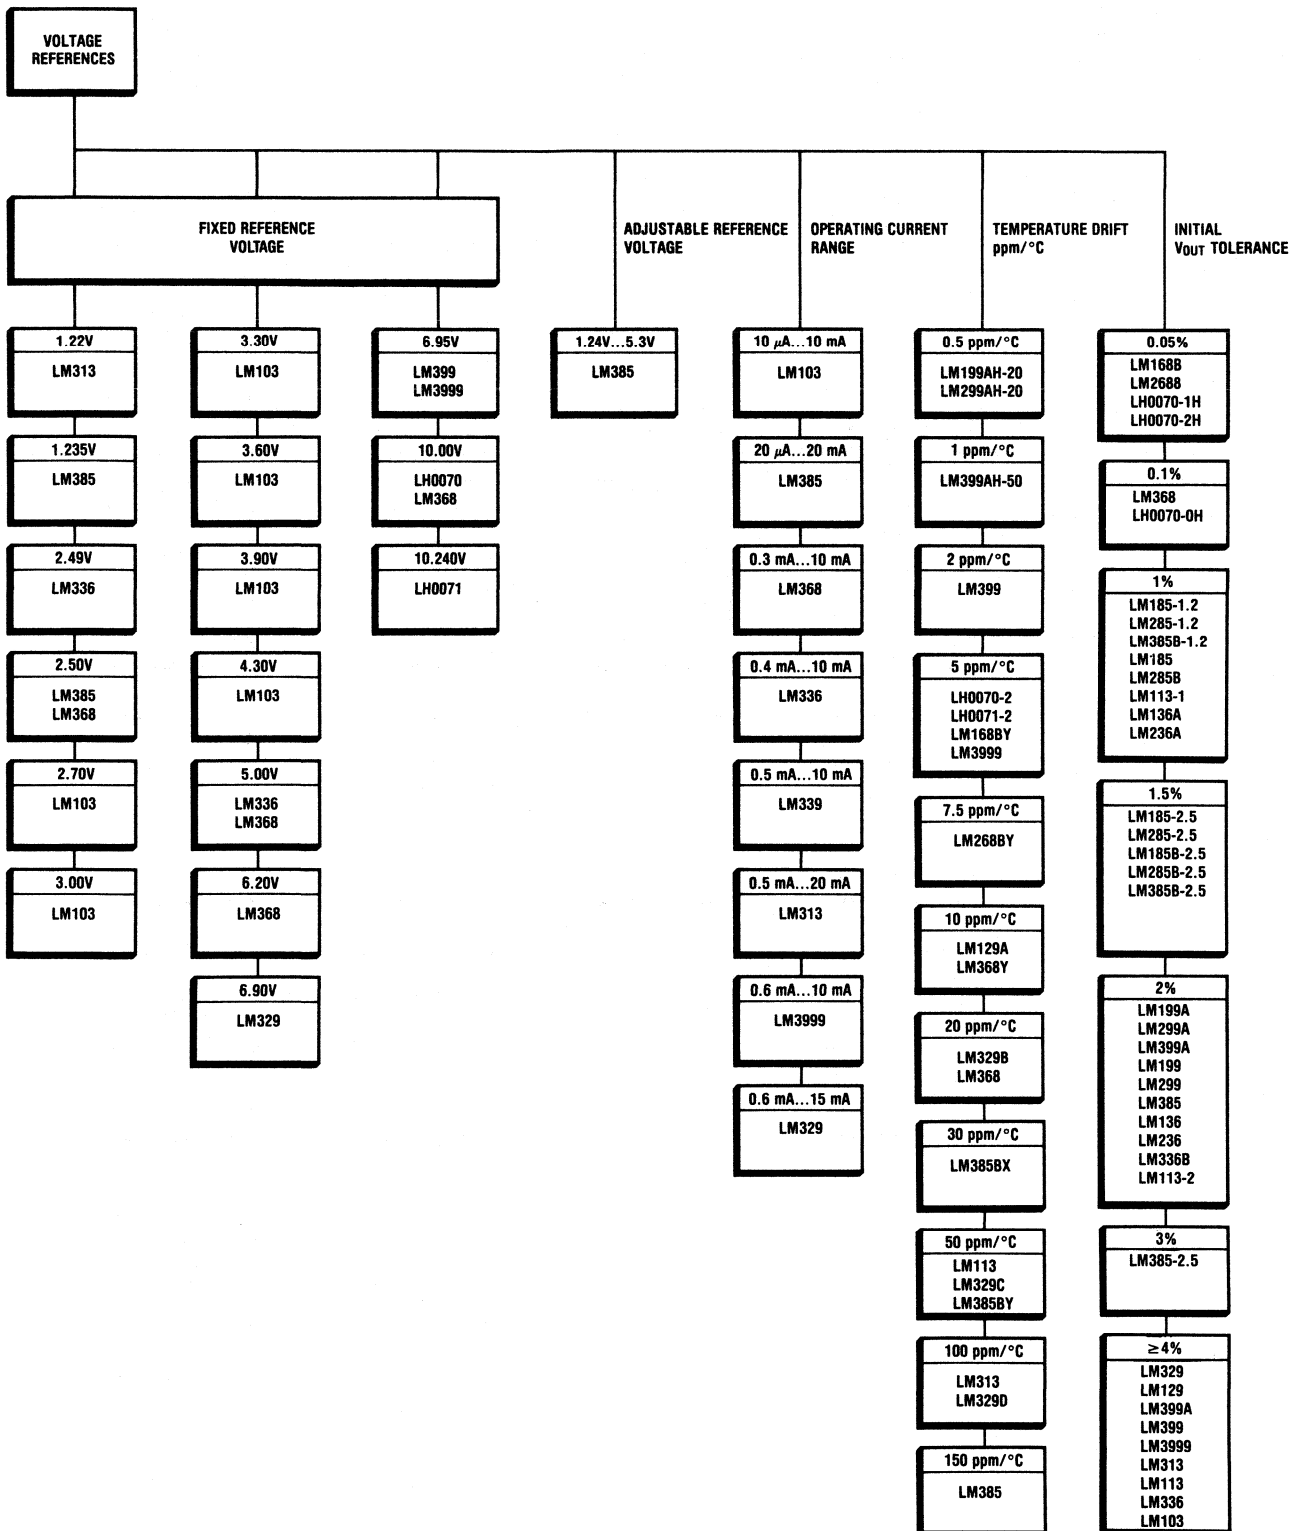 VOLTAGE
REFERENCES
FIXED REFERENCE
VOLTAGE
1.22V
LM313
1.235V
LM385
2.49V
LM336
2.50V
LM385
LM368
2.70V
LM103
3.00V
LM103
3.30V
LM103
3.60V
LM103
3.90V
LM103
4.30V
LM103
5.00V
LM336
LM368
6.20V
LM368
6.90V
LM329
6.95V
LM399
LM3999
10.00V
LH0070
LM368
10.240V
LH0071
ADJUSTABLE REFERENCE
VOLTAGE
1.24V...5.3V
LM385
OPERATING CURRENT
RANGE
10 μA...10 mA
LM103
20 μA...20 mA
LM385
0.3 mA...10 mA
LM368
0.4 mA...10 mA
LM336
0.5 mA...10 mA
LM339
0.5 mA...20 mA
LM313
0.6 mA...10 mA
LM3999
0.6 mA...15 mA
LM329
TEMPERATURE DRIFT
ppm/°C
0.5 ppm/°C
LM199AH-20
LM299AH-20
1 ppm/°C
LM399AH-50
2 ppm/°C
LM399
5 ppm/°C
LH0070-2
LH0071-2
LM168BY
LM3999
7.5 ppm/°C
LM268BY
10 ppm/°C
LM129A
LM368Y
20 ppm/°C
LM329B
LM368
30 ppm/°C
LM385BX
50 ppm/°C
LM113
LM329C
LM385BY
100 ppm/°C
LM313
LM329D
150 ppm/°C
LM385
INITIAL
VOUT TOLERANCE
0.05%
LM168B
LM2688
LH0070-1H
LH0070-2H
0.1%
LM368
LH0070-0H
1%
LM185-1.2
LM285-1.2
LM385B-1.2
LM185
LM285B
LM113-1
LM136A
LM236A
1.5%
LM185-2.5
LM285-2.5
LM185B-2.5
LM285B-2.5
LM385B-2.5
2%
LM199A
LM299A
LM399A
LM199
LM299
LM385
LM136
LM236
LM336B
LM113-2
3%
LM385-2.5
≥4%
LM329
LM129
LM399A
LM399
LM3999
LM313
LM113
LM336
LM103